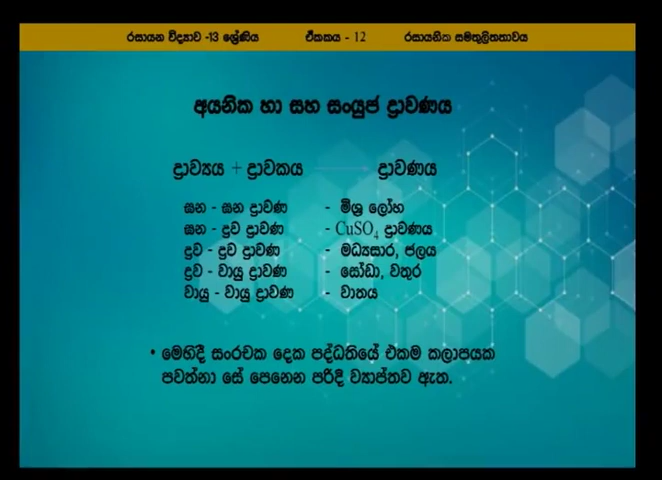 රසායන විද්‍යාව -13 ශ්‍රේණිය ඒකකය - 12 රසායනික සමතුලිතතාවය
අයනික හා සහ සංයුජ ද්‍රාවණය
ද්‍රාව්‍යය + ද්‍රාවකය → ද්‍රාවණය
ඝන - ඝන ද්‍රාවණ - මිශ්‍ර ලෝහ
ඝන - ද්‍රව ද්‍රාවණ - CuSO₄ ද්‍රාවණය
ද්‍රව - ද්‍රව ද්‍රාවණ - මධ්‍යසාර, ජලය
ද්‍රව - වායු ද්‍රාවණ - සෝඩා, වතුර
වායු - වායු ද්‍රාවණ - වාතය
• මෙහිදී සංරචක දෙක පද්ධතියේ එකම කලාපයක
පවත්නා සේ පෙනෙන පරිදි ව්‍යාප්තව ඇත.